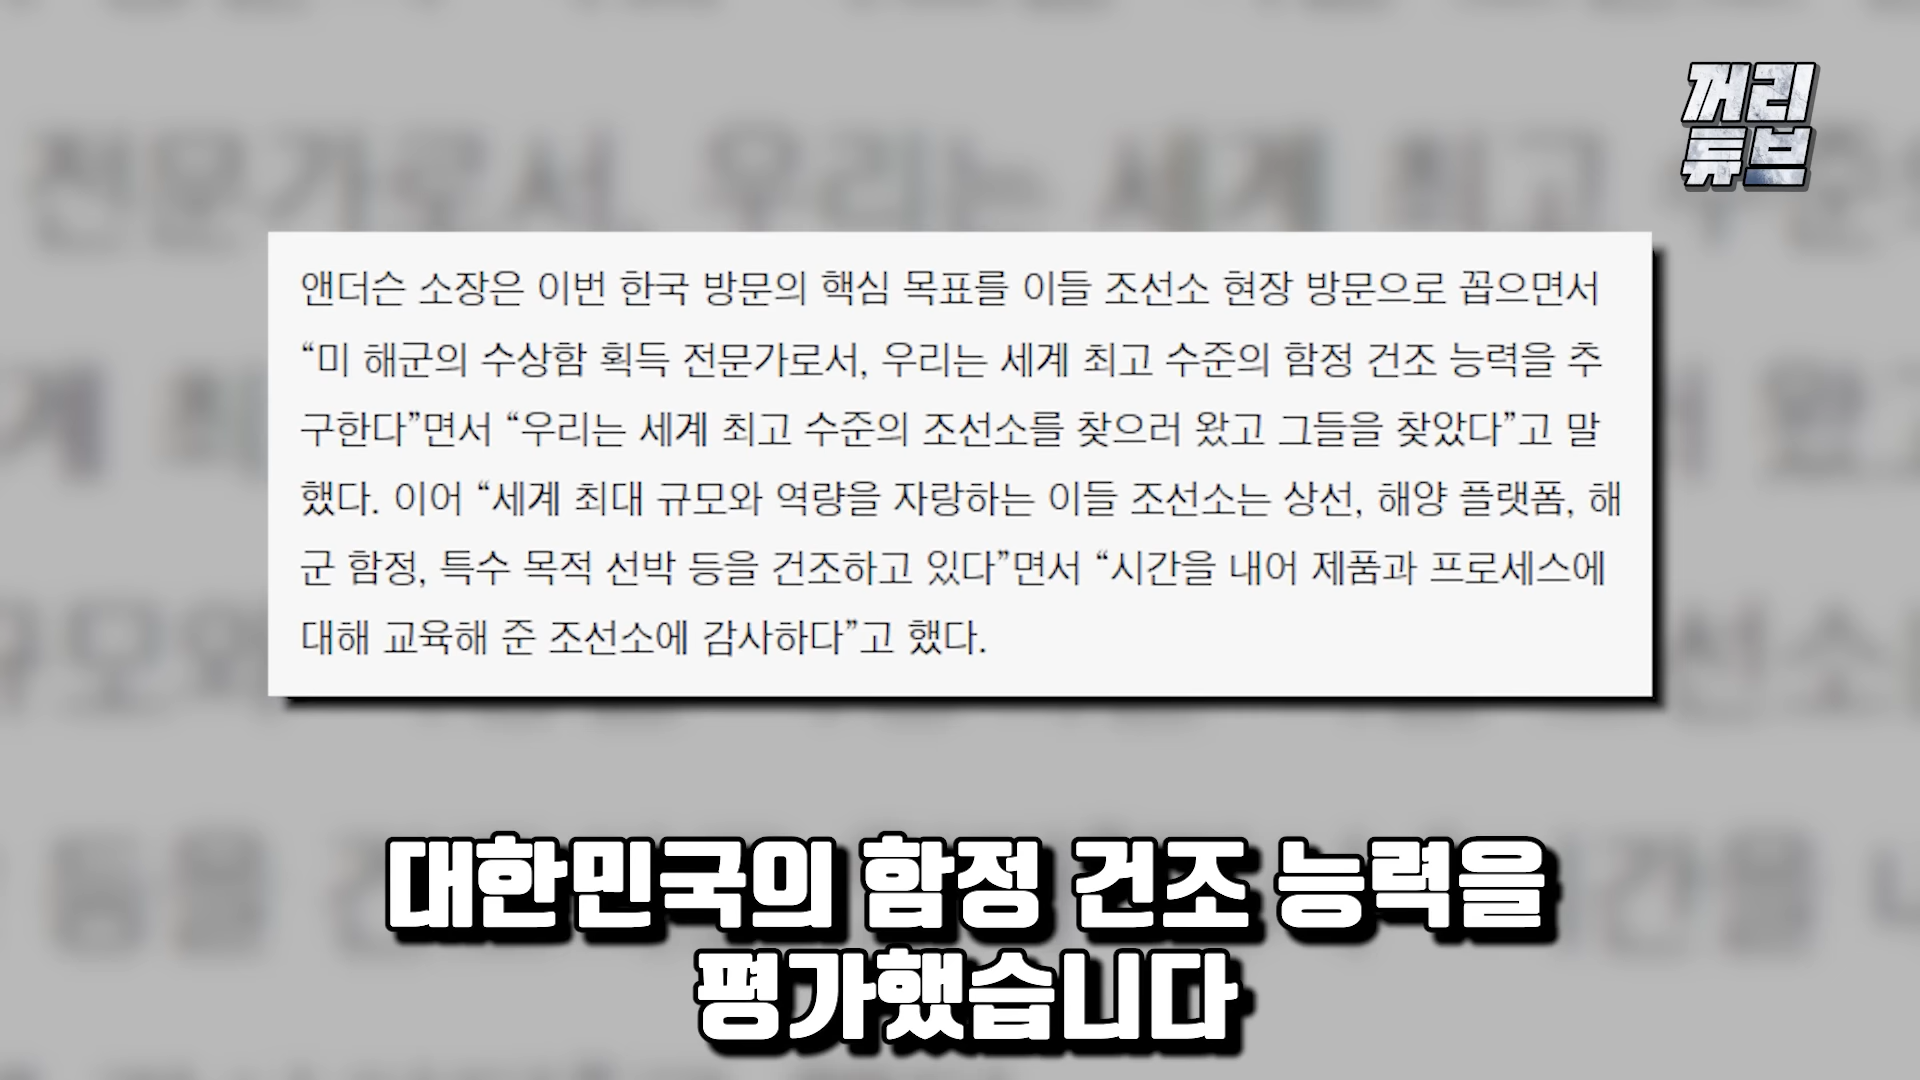 꺼리
튜브
앤더슨 소장은 이번 한국 방문의 핵심 목표를 이들 조선소 현장 방문으로 꼽으면서
“미 해군의 수상함 획득 전문가로서, 우리는 세계 최고 수준의 함정 건조 능력을 추
구한다”면서 “우리는 세계 최고 수준의 조선소를 찾으러 왔고 그들을 찾았다”고 말
했다. 이어 “세계 최대 규모와 역량을 자랑하는 이들 조선소는 상선, 해양 플랫폼, 해
군 함정, 특수 목적 선박 등을 건조하고 있다”면서 “시간을 내어 제품과 프로세스에
대해 교육해 준 조선소에 감사하다”고 했다.
대한민국의 함정 건조 능력을
평가했습니다